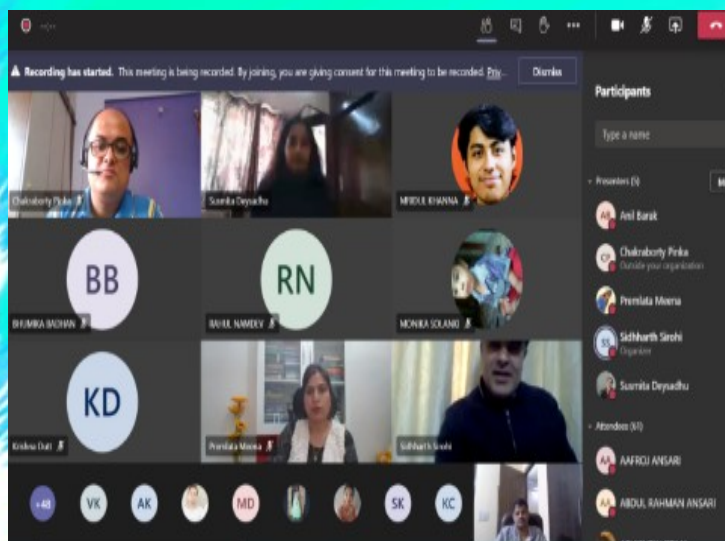 Recording has started. This meeting is being recorded. By joining, you are giving consent for this meeting to be recorded. Priv...
Dismiss
Participants
Type a name
Presenters (5)
Anil Barak
Chakraborty Pinka
Outside your organization
Premlata Meena
Sidhharth Sirohi
Organizer
Susmita Deysadhu
Attendees (61)
AAFROJ ANSARI
ABDUL RAHMAN ANSARI
Chakraborty Pinka
Susmita Deysadhu
MRIDUL KHANNA
BB
BHUMIKA BADHAN
RN
RAHUL NAMDEV
MONIKA SOLANKI
KD
Krishna Dutt
Premlata Meena
Sidhharth Sirohi
+48
VK
AK
MD
SK
KC
AB
CP
SS
AA
AA